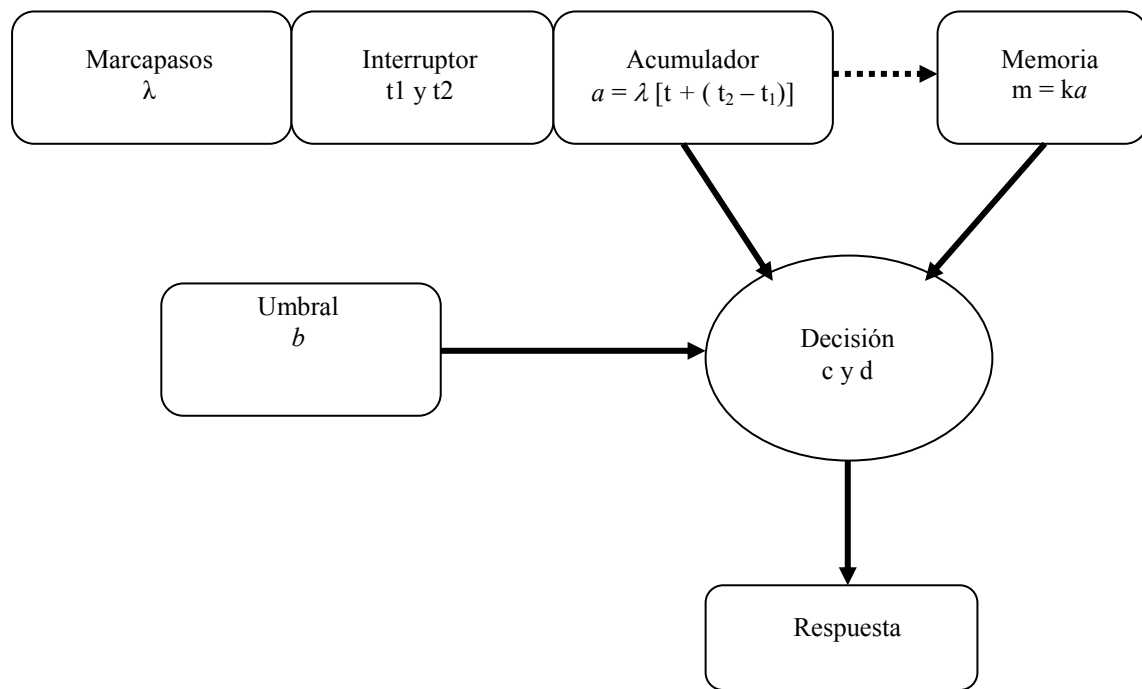 Marcapasos
λ
Interruptor
t1 y t2
Acumulador
a = λ [t + ( t₂ – t₁)]
Memoria
m = ka
Umbral
b
Decisión
c y d
Respuesta